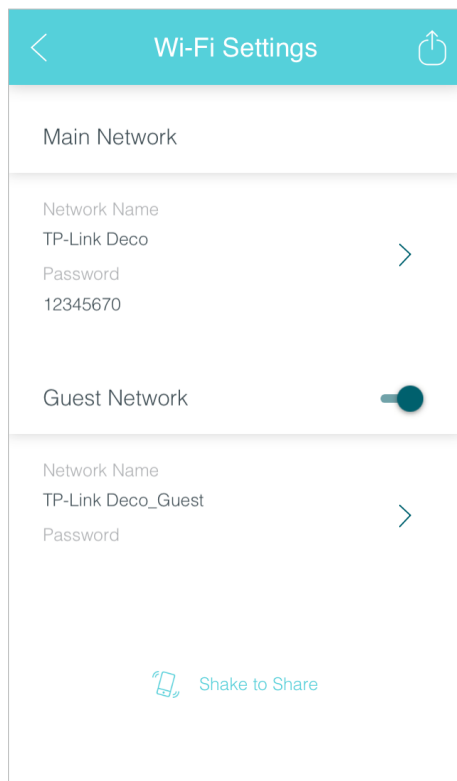 Wi-Fi Settings
Main Network
Network Name
TP-Link Deco
Password
12345670
Guest Network
Network Name
TP-Link Deco_Guest
Password
Shake to Share